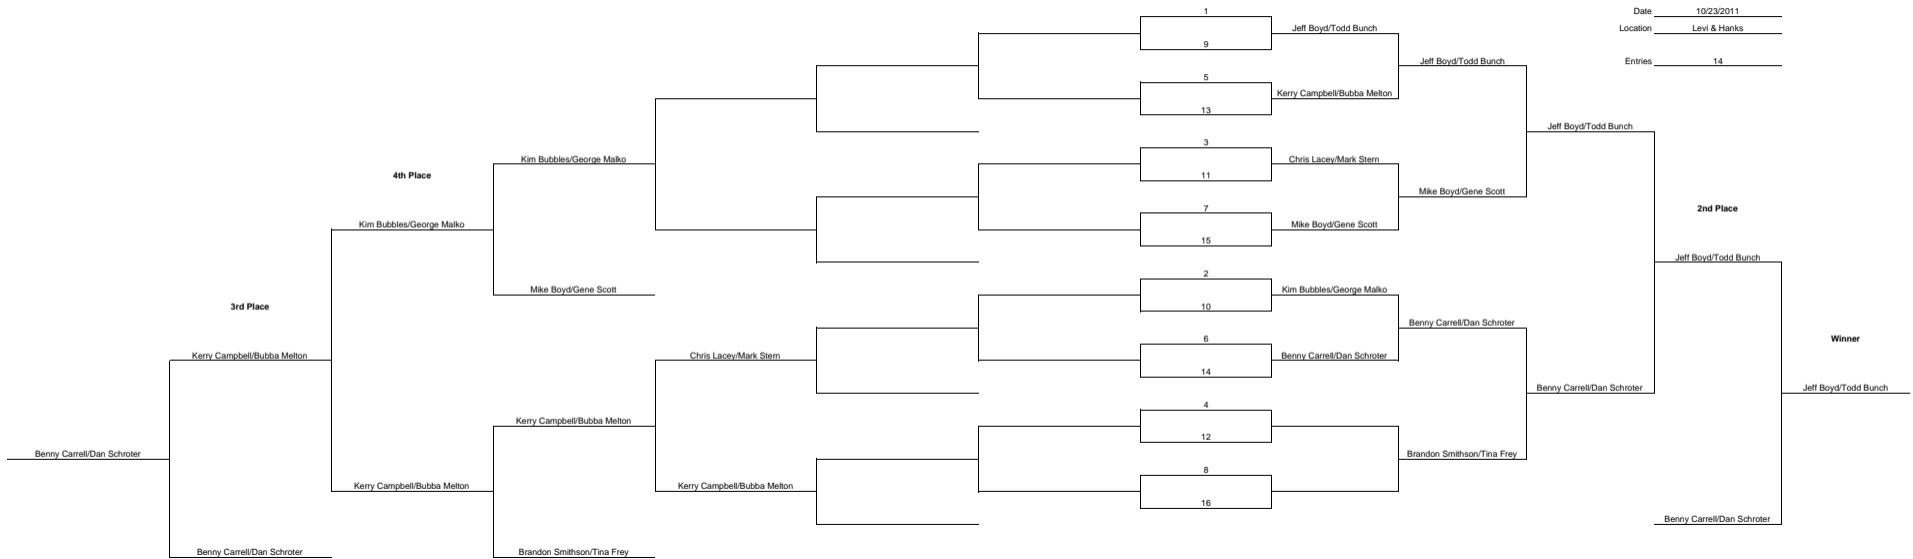 1
Date 10/23/2011
Jeff Boyd/Todd Bunch
Location Levi & Hanks
9
Jeff Boyd/Todd Bunch
Entries 14
5
Kerry Campbell/Bubba Melton
13
Jeff Boyd/Todd Bunch
3
Kim Bubbles/George Malko
Chris Lacey/Mark Stern
4th Place
11
Mike Boyd/Gene Scott
7
2nd Place
Kim Bubbles/George Malko
Mike Boyd/Gene Scott
15
Jeff Boyd/Todd Bunch
2
Mike Boyd/Gene Scott
Kim Bubbles/George Malko
3rd Place
10
Benny Carrell/Dan Schroter
6
Winner
Kerry Campbell/Bubba Melton
Chris Lacey/Mark Stern
Benny Carrell/Dan Schroter
14
Benny Carrell/Dan Schroter
Jeff Boyd/Todd Bunch
4
Kerry Campbell/Bubba Melton
12
Benny Carrell/Dan Schroter
Brandon Smithson/Tina Frey
8
Kerry Campbell/Bubba Melton
Kerry Campbell/Bubba Melton
16
Benny Carrell/Dan Schroter
Benny Carrell/Dan Schroter
Brandon Smithson/Tina Frey